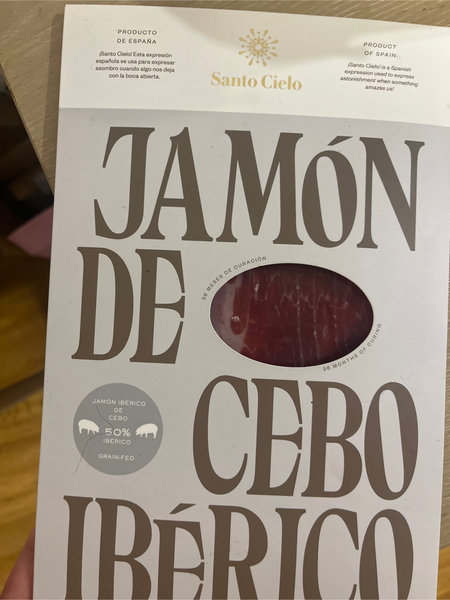 PRODUCTO
DE ESPAÑA
¡Santo Cielo! Esta expresión
española se usa para expresar
asombro cuando algo nos deja
con la boca abierta.
Santo Cielo
PRODUCT
OF SPAIN
¡Santo Cielo! is a Spanish
expression used to express
astonishment when something
amazes us!
JAMÓN
DE
36 MESES DE CURACIÓN
36 MONTHS OF CURING
JAMÓN IBÉRICO
DE
CEBO
50%
IBÉRICO
GRAIN-FED
CEBO
IBÉRICO